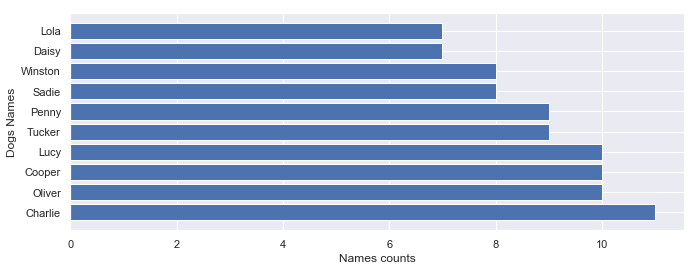 Lola
Daisy
Winston
Sadie
Penny
Tucker
Lucy
Cooper
Oliver
Charlie
Dogs Names
0 2 4 6 8 10
Names counts